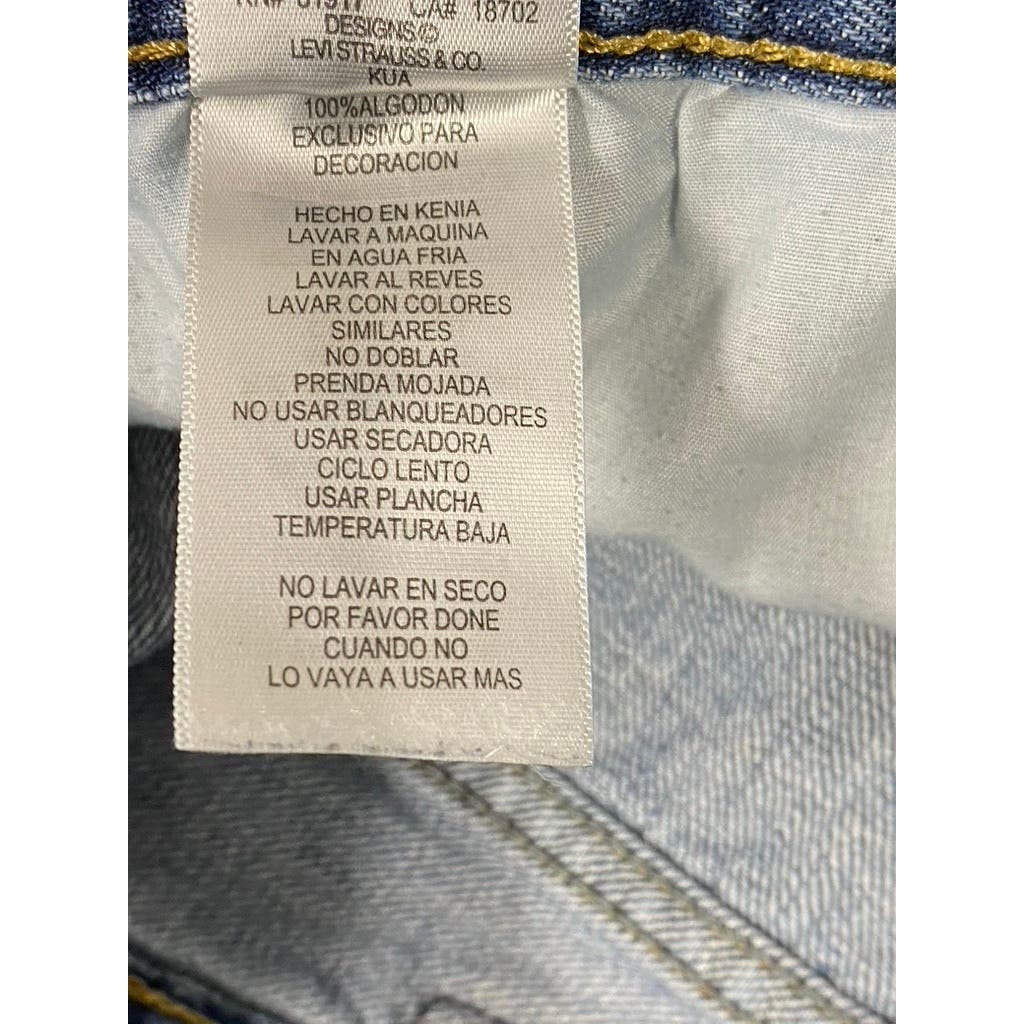 CA# 18702
DESIGNS©
LEVI STRAUSS & CO.
KUA
100%ALGODON
EXCLUSIVO PARA
DECORACION
HECHO EN KENIA
LAVAR A MAQUINA
EN AGUA FRIA
LAVAR AL REVES
LAVAR CON COLORES
SIMILARES
NO DOBLAR
PRENDA MOJADA
NO USAR BLANQUEADORES
USAR SECADORA
CICLO LENTO
USAR PLANCHA
TEMPERATURA BAJA
NO LAVAR EN SECO
POR FAVOR DONE
CUANDO NO
LO VAYA A USAR MAS